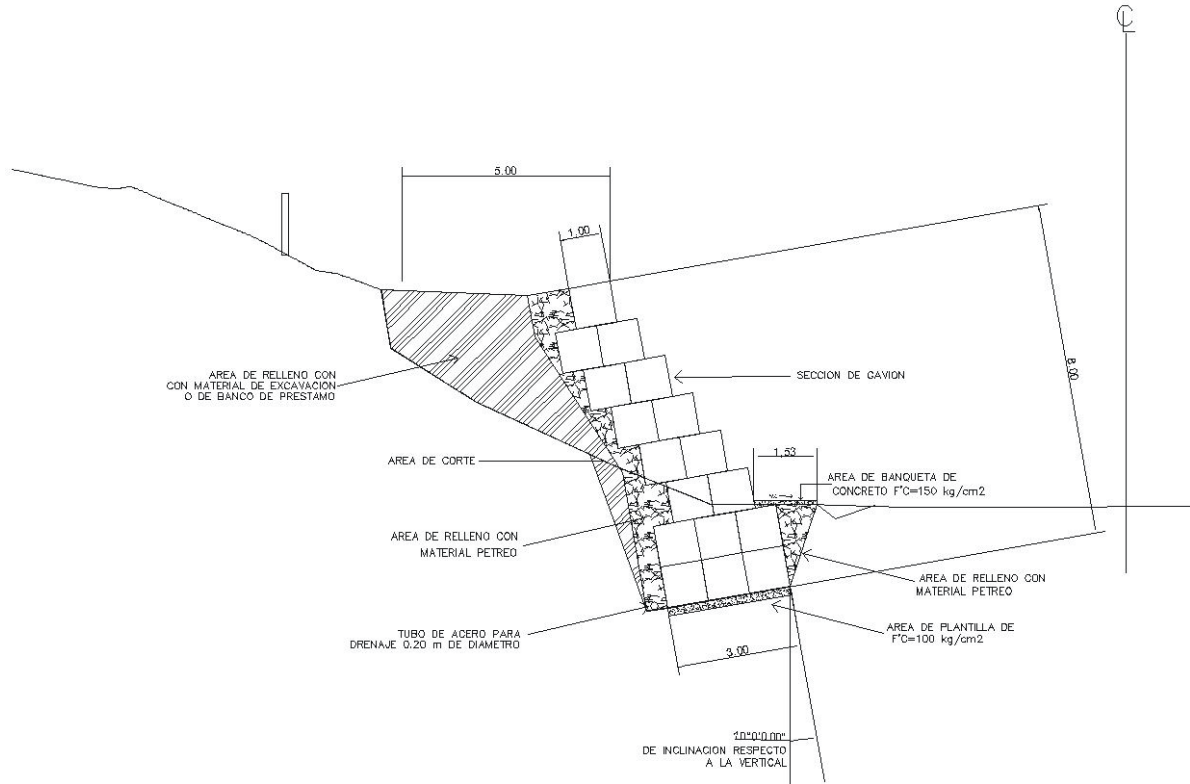 ℄
5.00
1.00
8.00
AREA DE RELLENO CON
CON MATERIAL DE EXCAVACION
O DE BANCO DE PRESTAMO
SECCION DE GAVION
AREA DE CORTE
1,53
AREA DE BANQUETA DE
CONCRETO F'C=150 kg/cm2
AREA DE RELLENO CON
MATERIAL PETREO
AREA DE RELLENO CON
MATERIAL PETREO
TUBO DE ACERO PARA
DRENAJE 0.20 m DE DIAMETRO
AREA DE PLANTILLA DE
F'C=100 kg/cm2
3.00
10°0'0.00"
DE INCLINACION RESPECTO
A LA VERTICAL